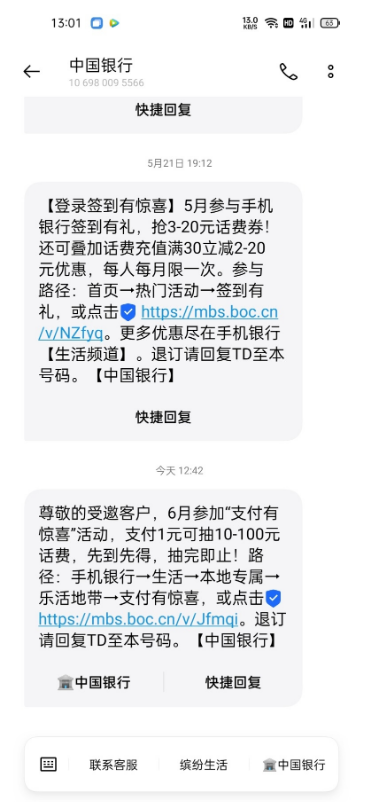 13:01
13.0 KB/S HD 4G 63
中国银行
10 698 009 5566
快捷回复
5月21日 19:12
【登录签到有惊喜】5月参与手机
银行签到有礼，抢3-20元话费券！
还可叠加话费充值满30立减2-20
元优惠，每人每月限一次。参与
路径：首页→热门活动→签到有
礼，或点击 https://mbs.boc.cn
/v/NZfyq。更多优惠尽在手机银行
【生活频道】。退订请回复TD至本
号码。【中国银行】
快捷回复
今天 12:42
尊敬的受邀客户，6月参加“支付有
惊喜”活动，支付1元可抽10-100元
话费，先到先得，抽完即止！路
径：手机银行→生活→本地专属→
乐活地带→支付有惊喜，或点击
https://mbs.boc.cn/v/Jfmqi。退订
请回复TD至本号码。【中国银行】
中国银行 快捷回复
联系客服 缤纷生活 中国银行